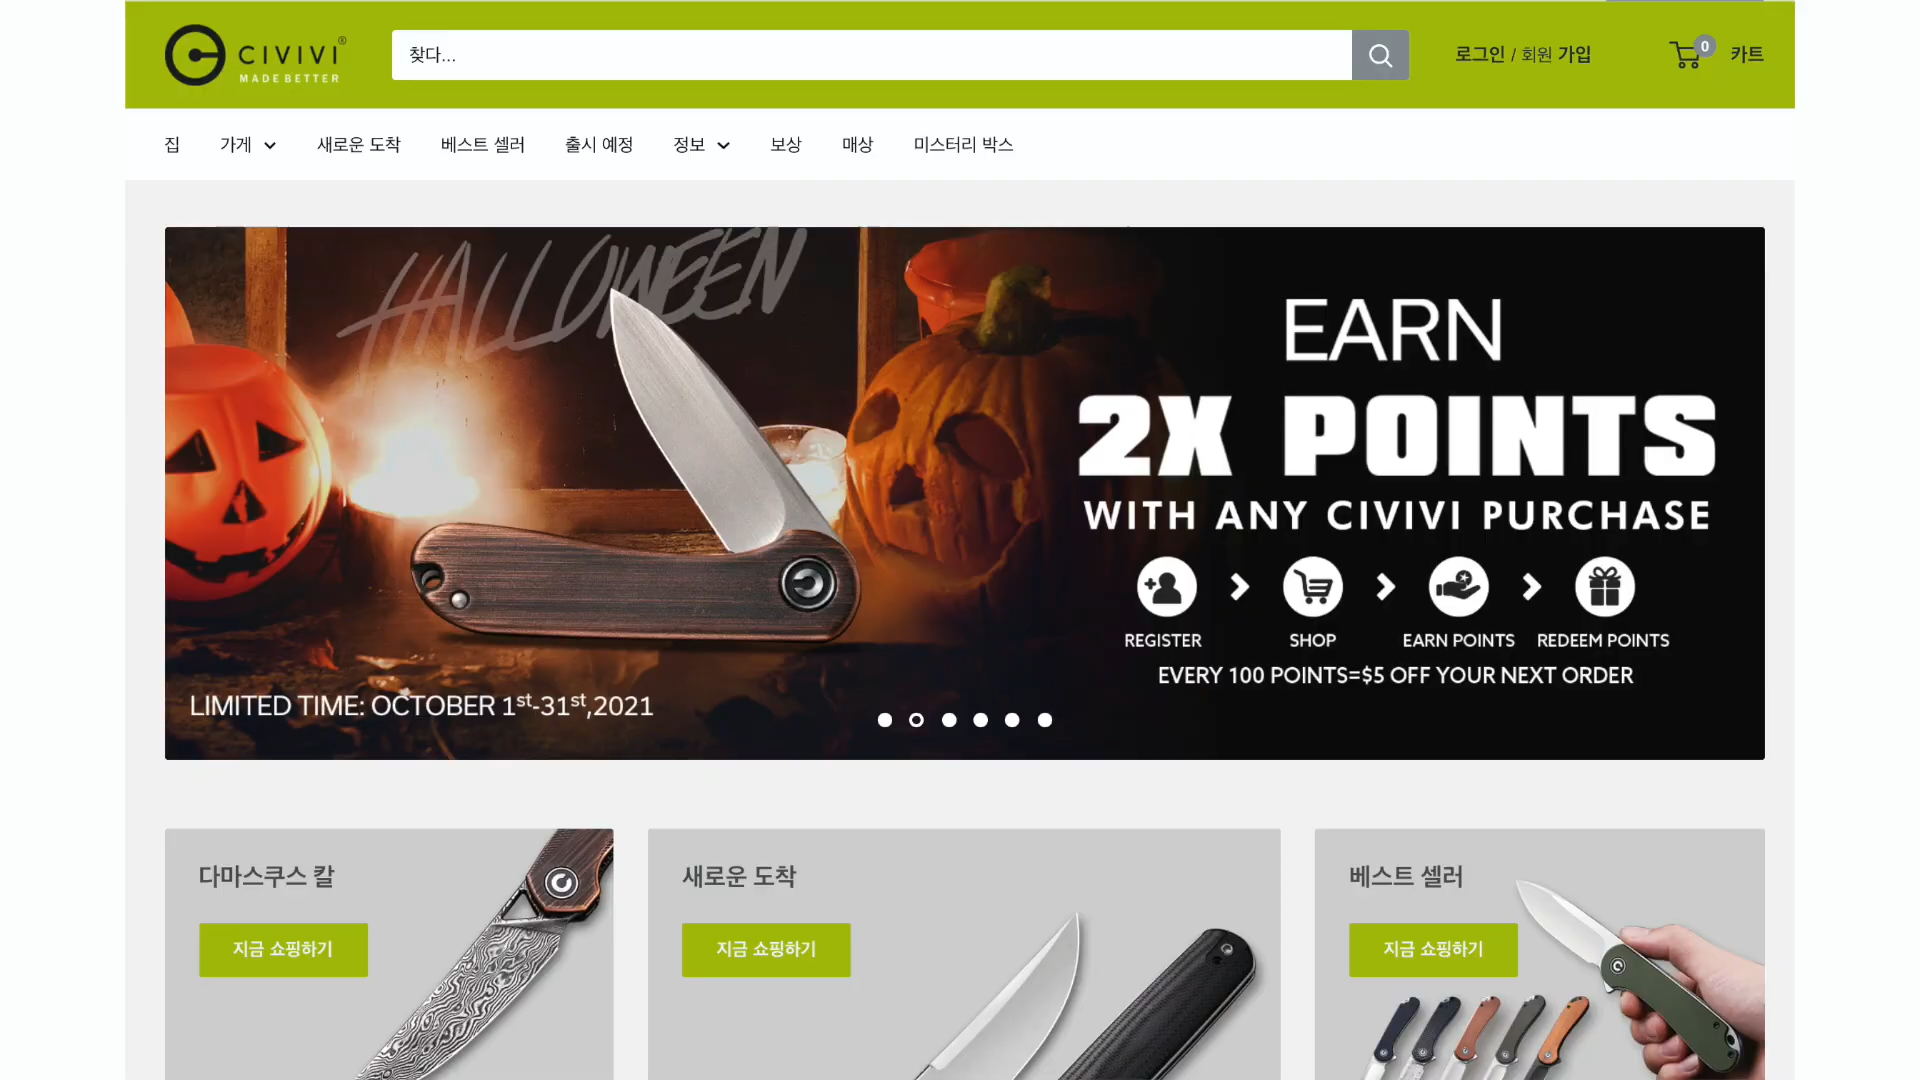 CIVIVI®
MADE BETTER
찾다...
로그인 / 회원 가입
0
카트
집
가게
새로운 도착
베스트 셀러
출시 예정
정보
보상
매상
미스터리 박스
HALLOWEEN
EARN
2X POINTS
WITH ANY CIVIVI PURCHASE
REGISTER
SHOP
EARN POINTS
REDEEM POINTS
EVERY 100 POINTS=$5 OFF YOUR NEXT ORDER
LIMITED TIME: OCTOBER 1st-31st,2021
다마스쿠스 칼
지금 쇼핑하기
새로운 도착
지금 쇼핑하기
베스트 셀러
지금 쇼핑하기